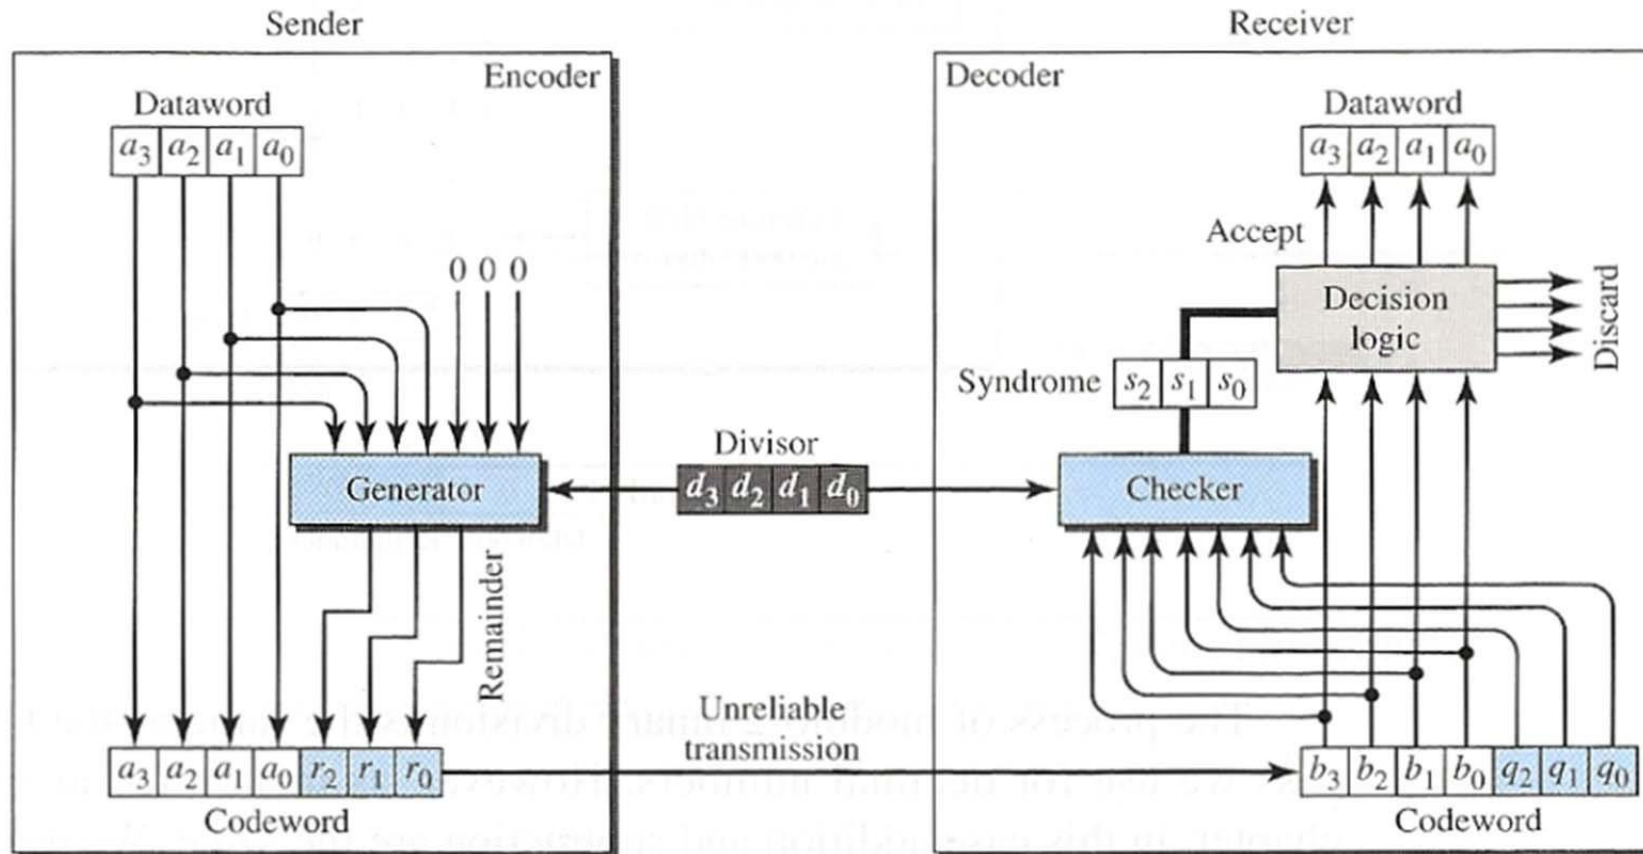 Sender
Encoder
Dataword
a3 a2 a1 a0
0 0 0
Generator
Remainder
a3 a2 a1 a0 r2 r1 r0
Codeword
Divisor
d3 d2 d1 d0
Unreliable
transmission
Receiver
Decoder
Dataword
a3 a2 a1 a0
Accept
Decision
logic
Discard
Syndrome
s2 s1 s0
Checker
b3 b2 b1 b0 q2 q1 q0
Codeword